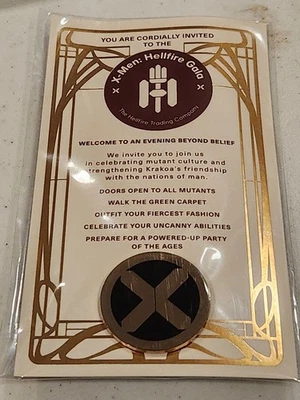 YOU ARE CORDIALLY INVITED
TO THE
X X-Men: Hellfire Gala X
The Hellfire Trading Company
WELCOME TO AN EVENING BEYOND BELIEF
We invite you to join us
in celebrating mutant culture and
strengthening Krakoa's friendship
with the nations of man.
DOORS OPEN TO ALL MUTANTS
WALK THE GREEN CARPET
OUTFIT YOUR FIERCEST FASHION
CELEBRATE YOUR UNCANNY ABILITIES
PREPARE FOR A POWERED-UP PARTY
OF THE AGES
X